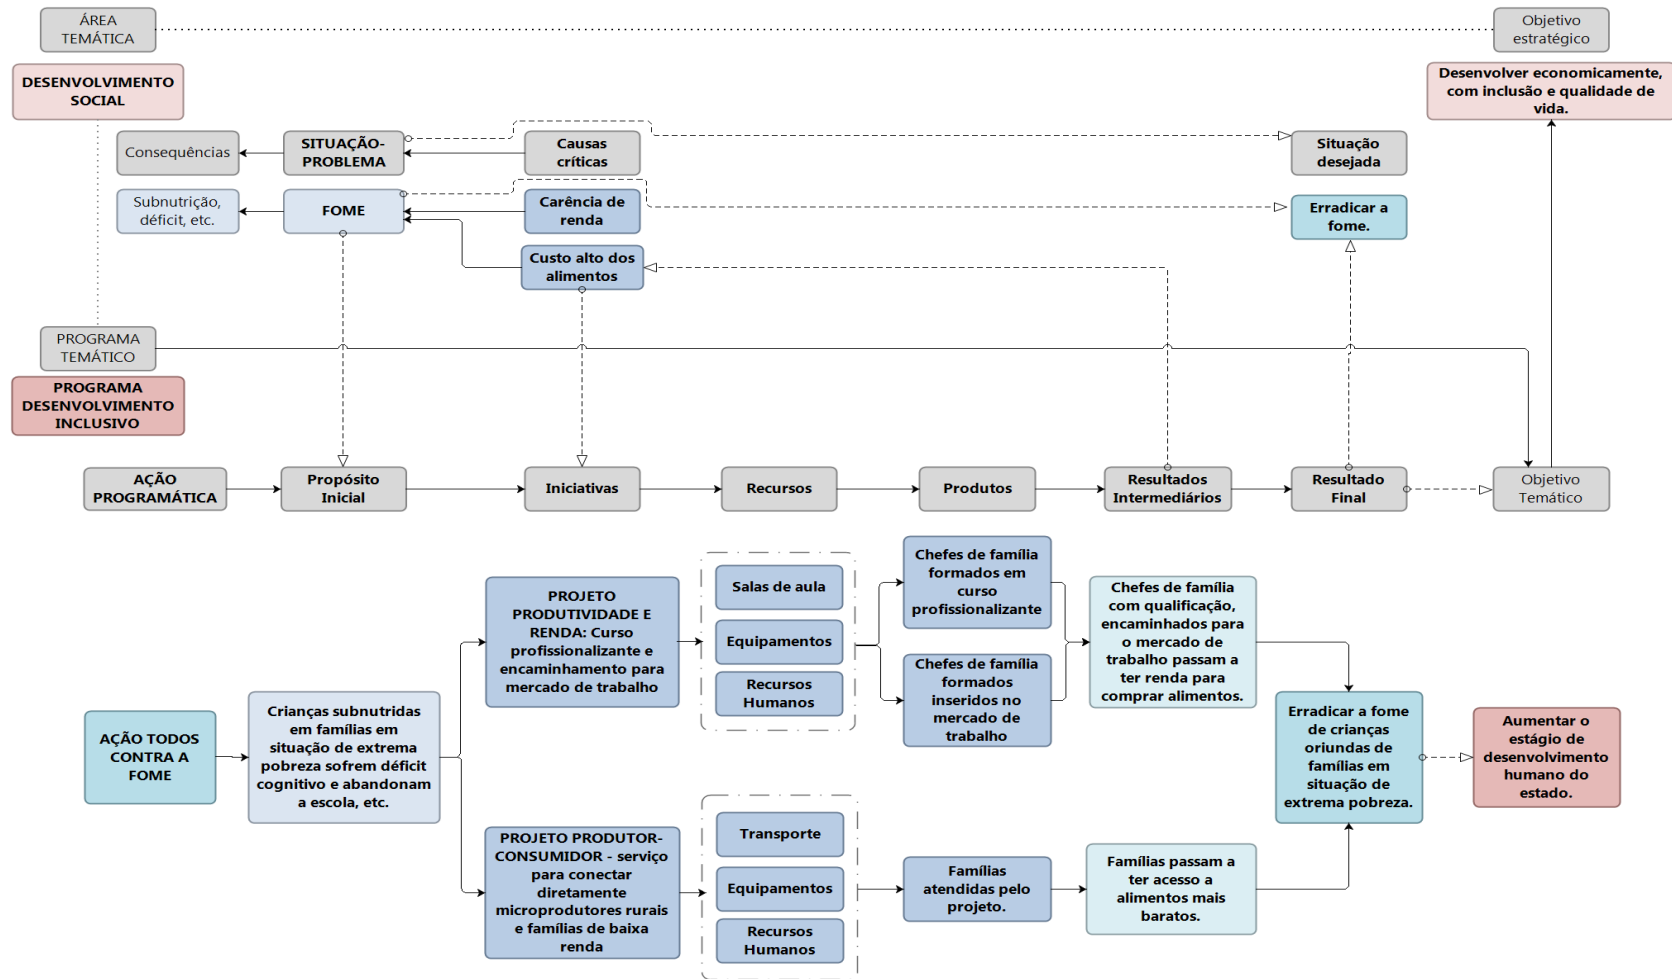 ÁREA
TEMÁTICA
Objetivo
estratégico
DESENVOLVIMENTO
SOCIAL
Desenvolver economicamente,
com inclusão e qualidade de
vida.
Consequências
SITUAÇÃO-
PROBLEMA
Causas
críticas
Situação
desejada
Subnutrição,
déficit, etc.
FOME
Carência de
renda
Erradicar a
fome.
Custo alto dos
alimentos
PROGRAMA
TEMÁTICO
PROGRAMA
DESENVOLVIMENTO
INCLUSIVO
AÇÃO
PROGRAMÁTICA
Propósito
Inicial
Iniciativas
Recursos
Produtos
Resultados
Intermediários
Resultado
Final
Objetivo
Temático
AÇÃO TODOS
CONTRA A
FOME
Crianças subnutridas
em famílias em
situação de extrema
pobreza sofrem déficit
cognitivo e abandonam
a escola, etc.
PROJETO
PRODUTIVIDADE E
RENDA: Curso
profissionalizante e
encaminhamento para
mercado de trabalho
Salas de aula
Equipamentos
Recursos
Humanos
Chefes de família
formados em
curso
profissionalizante
Chefes de família
formados
inseridos no
mercado de
trabalho
Chefes de família
com qualificação,
encaminhados para
o mercado de
trabalho passam a
ter renda para
comprar alimentos.
PROJETO PRODUTOR-
CONSUMIDOR - serviço
para conectar
diretamente
microprodutores rurais
e famílias de baixa
renda
Transporte
Equipamentos
Recursos
Humanos
Famílias
atendidas pelo
projeto.
Famílias passam a
ter acesso a
alimentos mais
baratos.
Erradicar a fome
de crianças
oriundas de
famílias em
situação de
extrema pobreza.
Aumentar o
estágio de
desenvolvimento
humano do
estado.